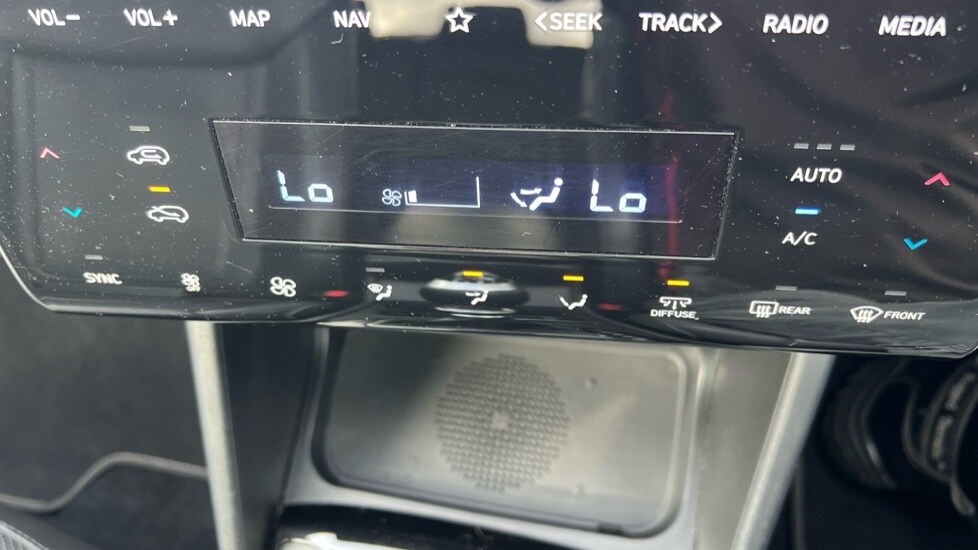 VOL− VOL+ MAP NAV <SEEK TRACK> RADIO MEDIA
AUTO
Lo Lo
A/C
SYNC
DIFFUSE REAR FRONT